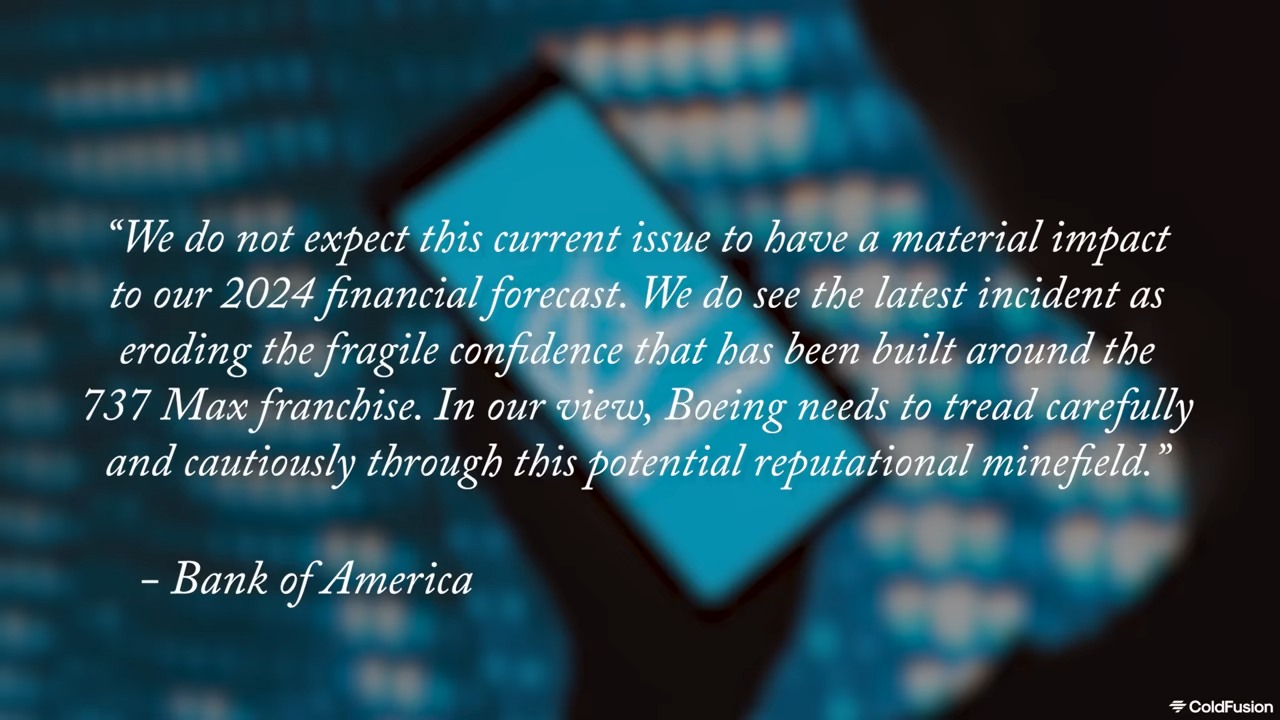 “We do not expect this current issue to have a material impact
to our 2024 financial forecast. We do see the latest incident as
eroding the fragile confidence that has been built around the
737 Max franchise. In our view, Boeing needs to tread carefully
and cautiously through this potential reputational minefield.”
– Bank of America
ColdFusion